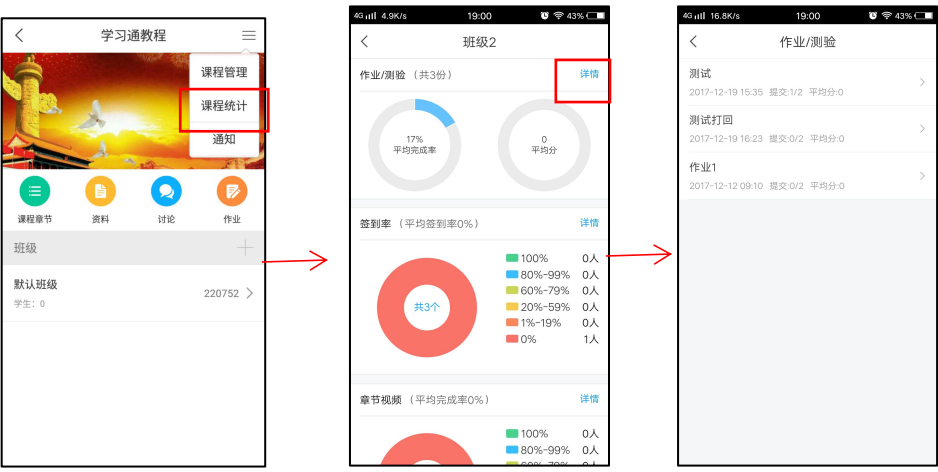 学习通教程
课程管理
课程统计
通知
课程章节
资料
讨论
作业
班级
默认班级
学生：0
220752
4G 4.9K/s 19:00 43%
班级2
作业/测验（共3份） 详情
17%
平均完成率
0
平均分
签到率（平均签到率0%） 详情
共3个
100% 0人
80%-99% 0人
60%-79% 0人
20%-59% 0人
1%-19% 0人
0% 1人
章节视频（平均完成率0%） 详情
100% 0人
80%-99% 0人
60%-79% 0人
4G 16.8K/s 19:00 43%
作业/测验
测试
2017-12-19 15:35 提交:1/2 平均分:0
测试打回
2017-12-19 16:23 提交:0/2 平均分:0
作业1
2017-12-12 09:10 提交:0/2 平均分:0